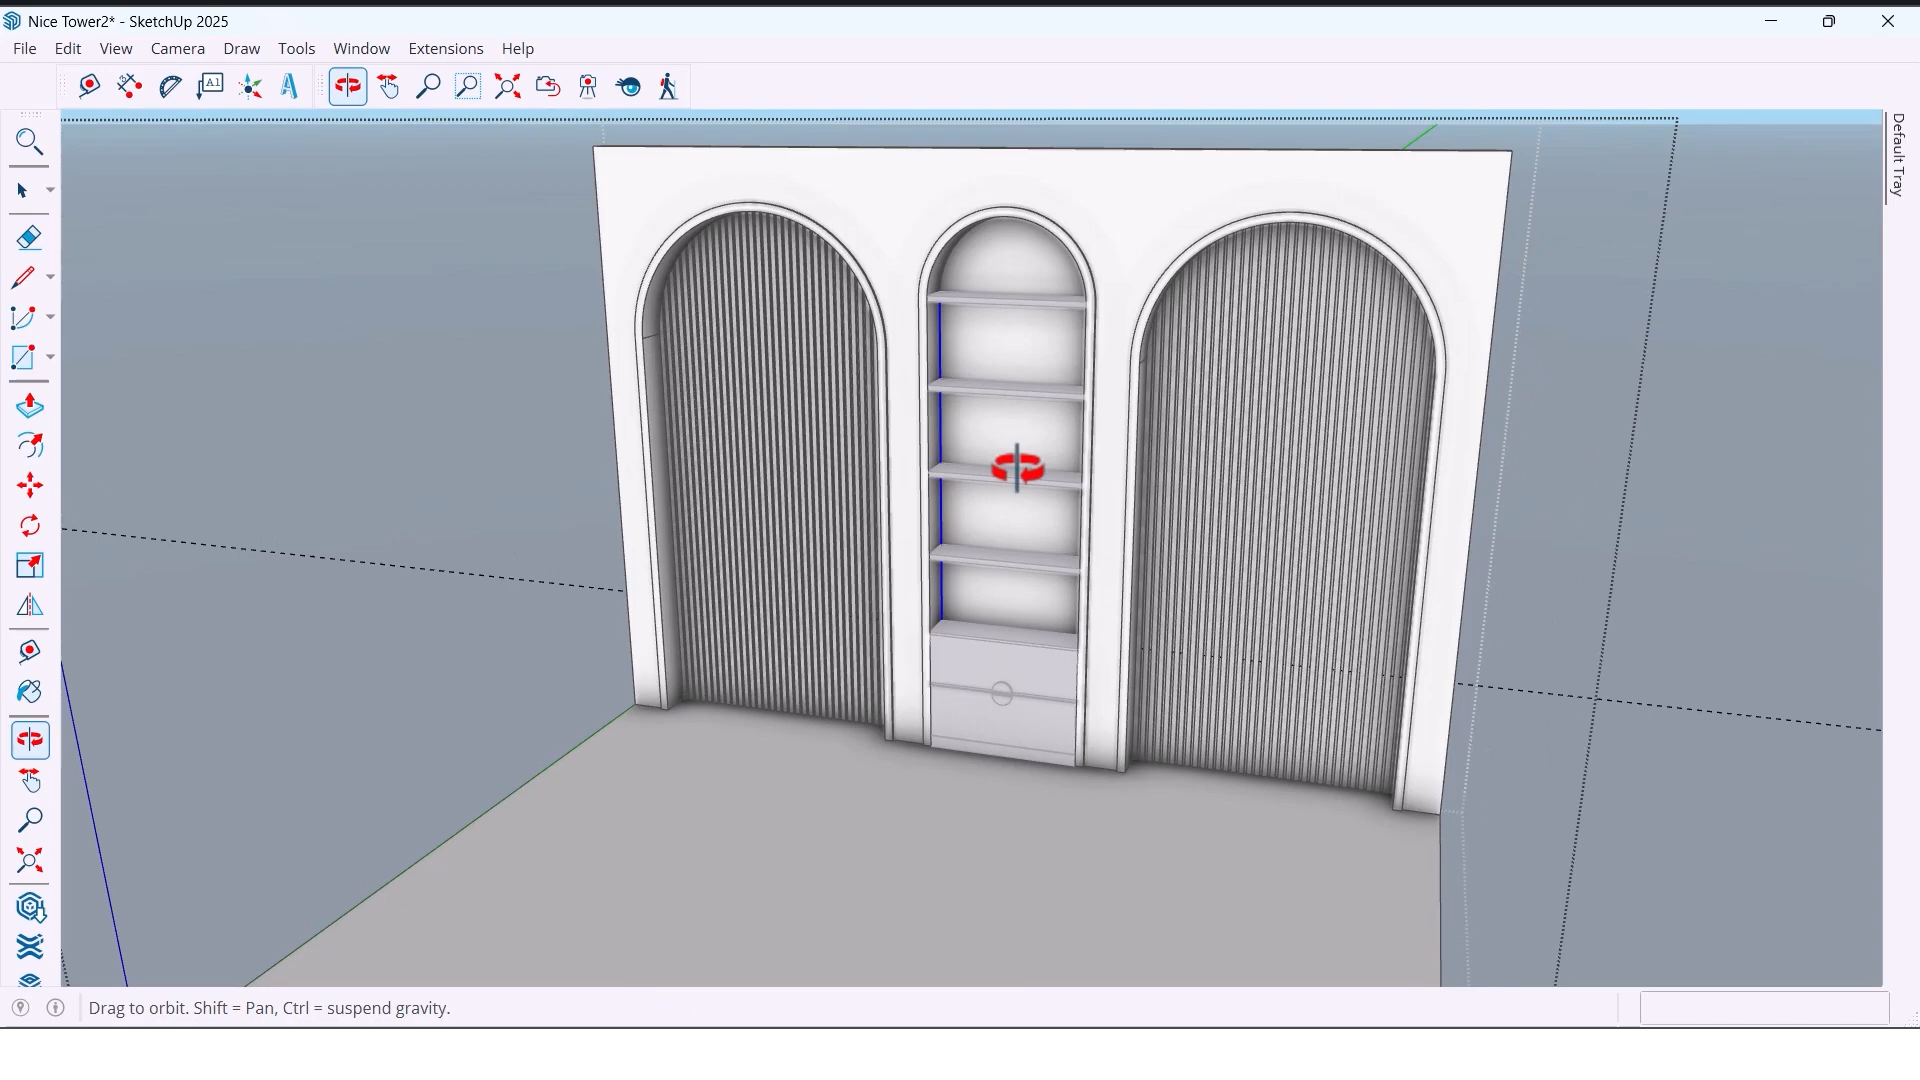 Nice Tower2* - SketchUp 2025
File Edit View Camera Draw Tools Window Extensions Help
A1
Default Tray
Drag to orbit. Shift = Pan, Ctrl = suspend gravity.